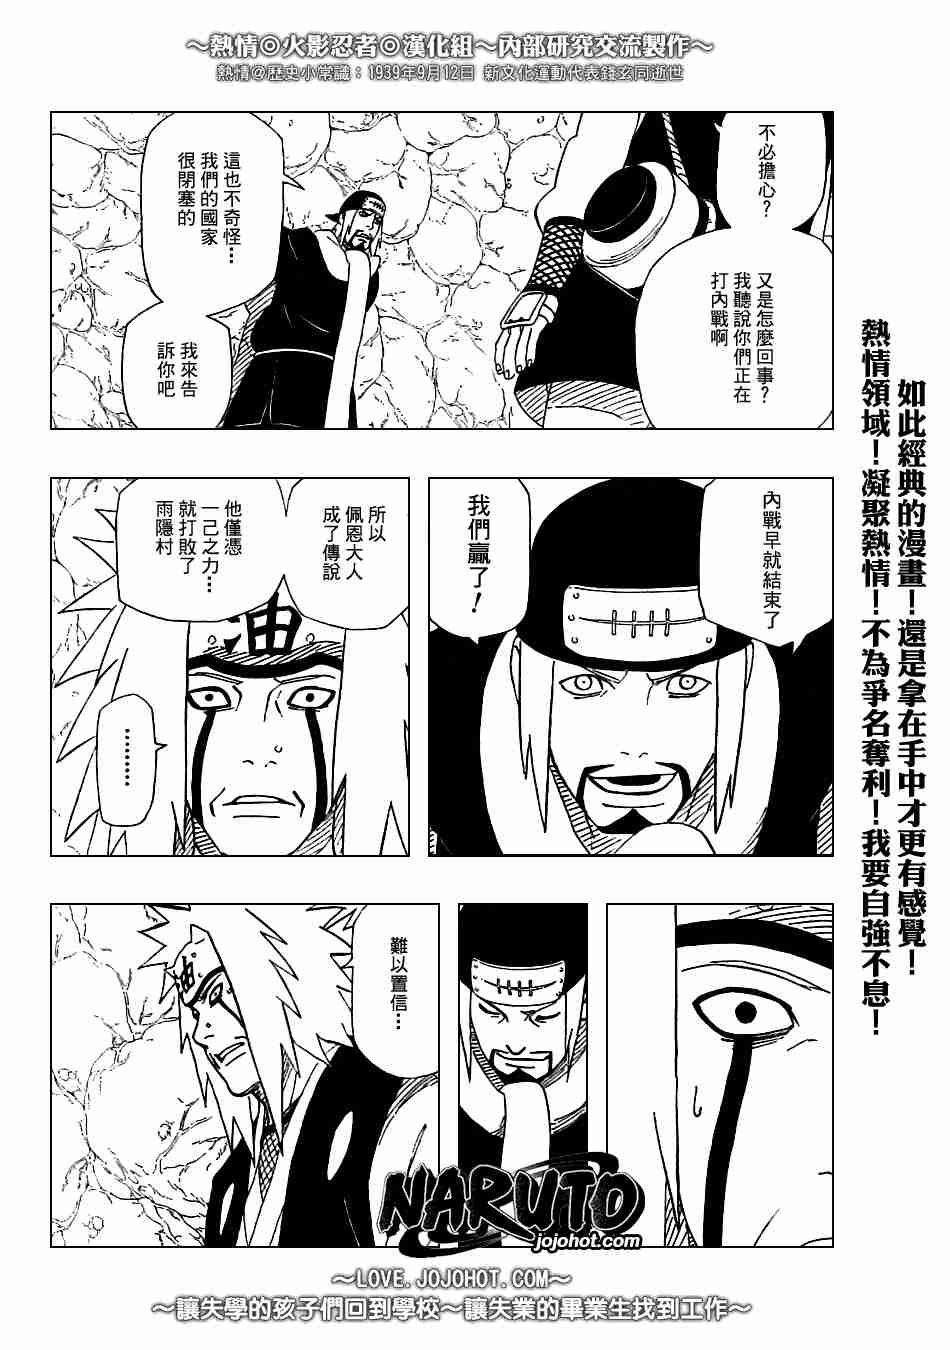 ～熱情◎火影忍者◎漢化組～內部研究交流製作～
熱情@歷史小常識：1939年9月12日 新文化運動代表錢玄同逝世
不必擔心？
又是怎麼回事？
我聽說你們正在
打內戰啊
這也不奇怪…
我們的國家
很閉塞的
我來告
訴你吧
內戰早就結束了
我們贏了！
所以
佩恩大人
成了傳說
他僅憑
一己之力…
就打敗了
雨隱村
油
………
難以置信…
油
如此經典的漫畫！還是拿在手中才更有感覺！
熱情領域！凝聚熱情！不為爭名奪利！我要自強不息！
NARUTO
jojohot.com
～LOVE.JOJOHOT.COM～
～讓失學的孩子們回到學校～讓失業的畢業生找到工作～